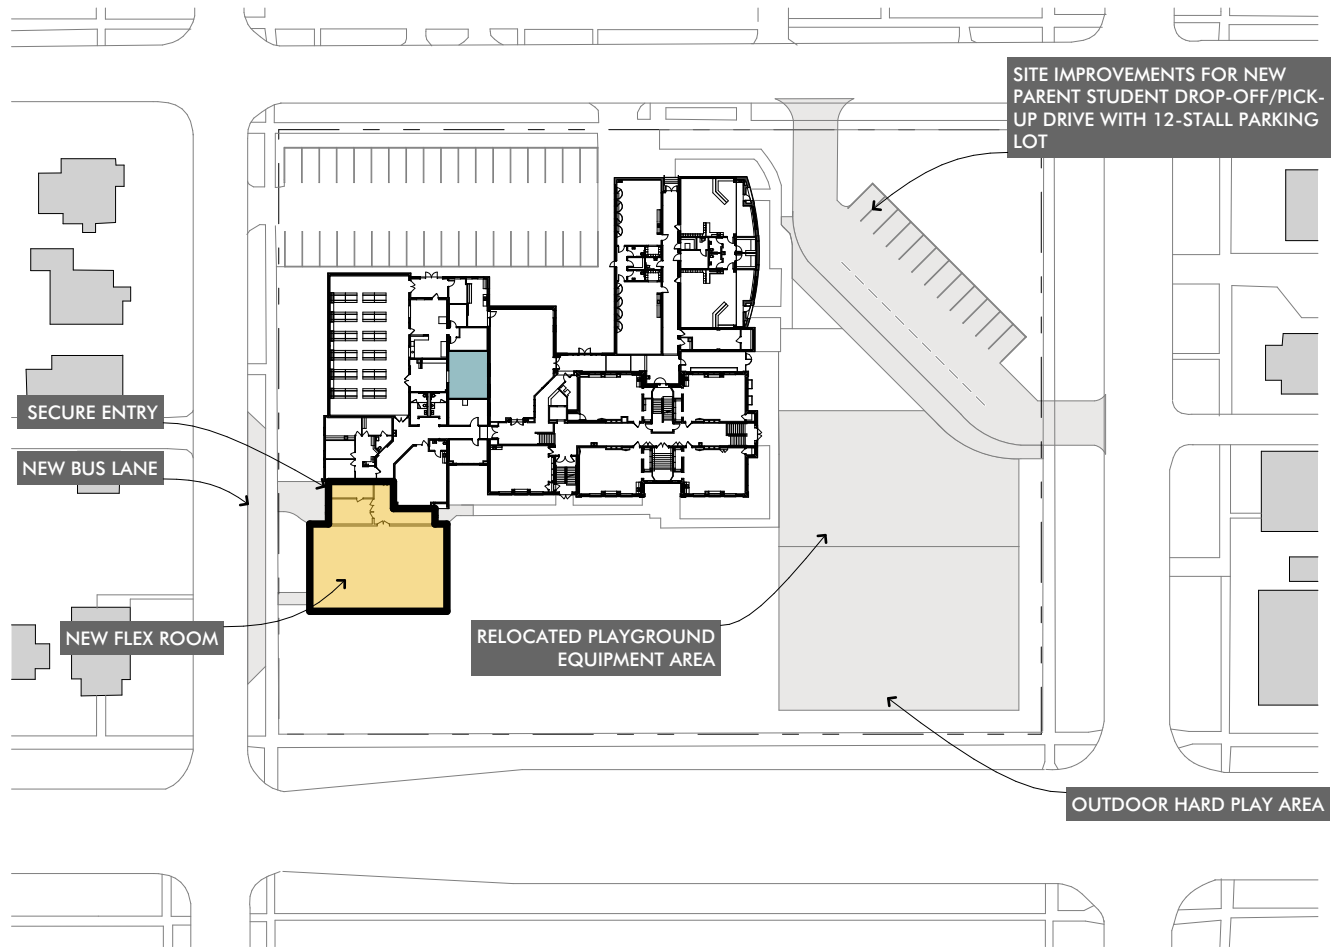 SITE IMPROVEMENTS FOR NEW
PARENT STUDENT DROP-OFF/PICK-
UP DRIVE WITH 12-STALL PARKING
LOT
SECURE ENTRY
NEW BUS LANE
NEW FLEX ROOM
RELOCATED PLAYGROUND
EQUIPMENT AREA
OUTDOOR HARD PLAY AREA